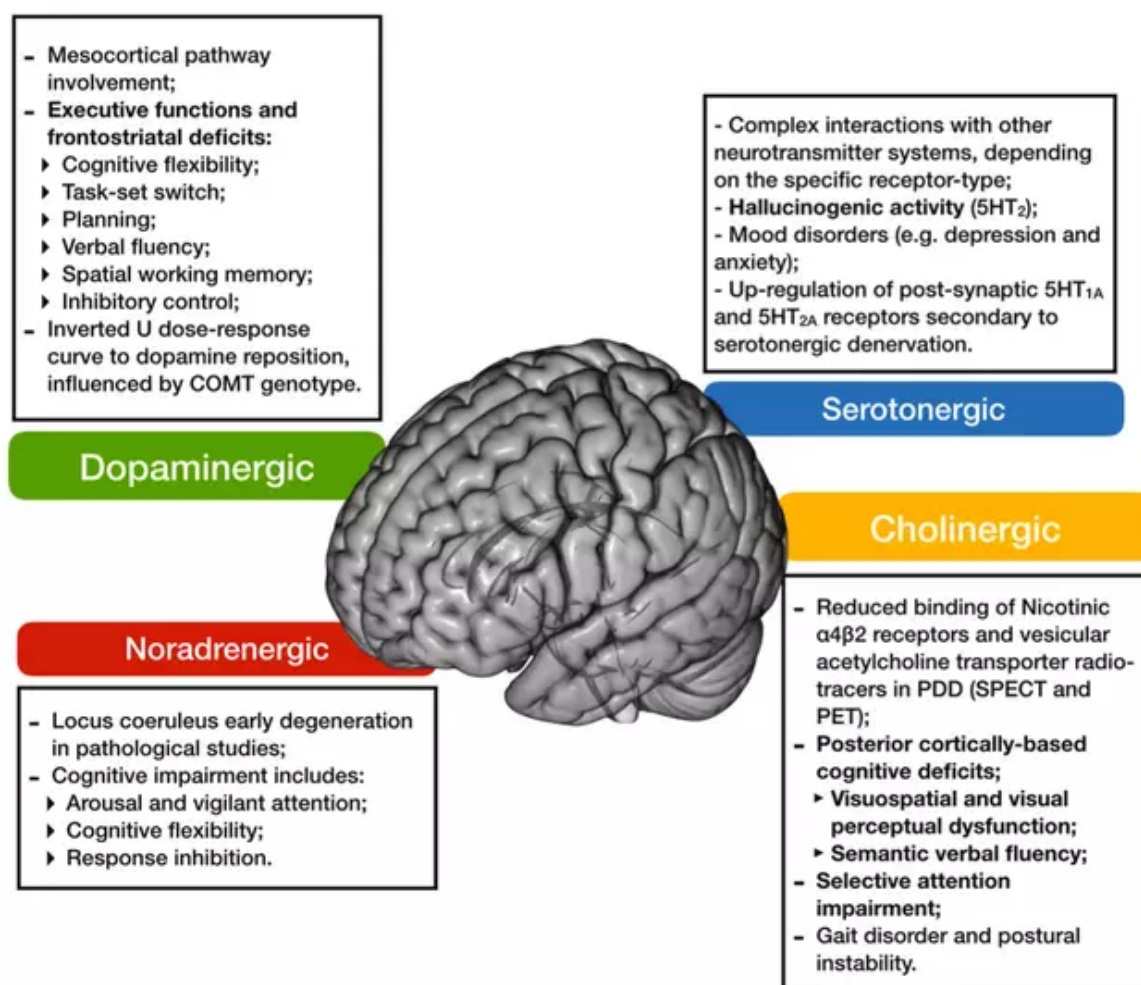 - Mesocortical pathway
involvement;
- Executive functions and
frontostriatal deficits:
‣ Cognitive flexibility;
‣ Task-set switch;
‣ Planning;
‣ Verbal fluency;
‣ Spatial working memory;
‣ Inhibitory control;
- Inverted U dose-response
curve to dopamine reposition,
influenced by COMT genotype.
Dopaminergic
- Complex interactions with other
neurotransmitter systems, depending
on the specific receptor-type;
- Hallucinogenic activity (5HT₂);
- Mood disorders (e.g. depression and
anxiety);
- Up-regulation of post-synaptic 5HT₁A
and 5HT₂A receptors secondary to
serotonergic denervation.
Serotonergic
Noradrenergic
- Locus coeruleus early degeneration
in pathological studies;
- Cognitive impairment includes:
‣ Arousal and vigilant attention;
‣ Cognitive flexibility;
‣ Response inhibition.
Cholinergic
- Reduced binding of Nicotinic
α4β2 receptors and vesicular
acetylcholine transporter radio-
tracers in PDD (SPECT and
PET);
- Posterior cortically-based
cognitive deficits;
‣ Visuospatial and visual
perceptual dysfunction;
‣ Semantic verbal fluency;
- Selective attention
impairment;
- Gait disorder and postural
instability.